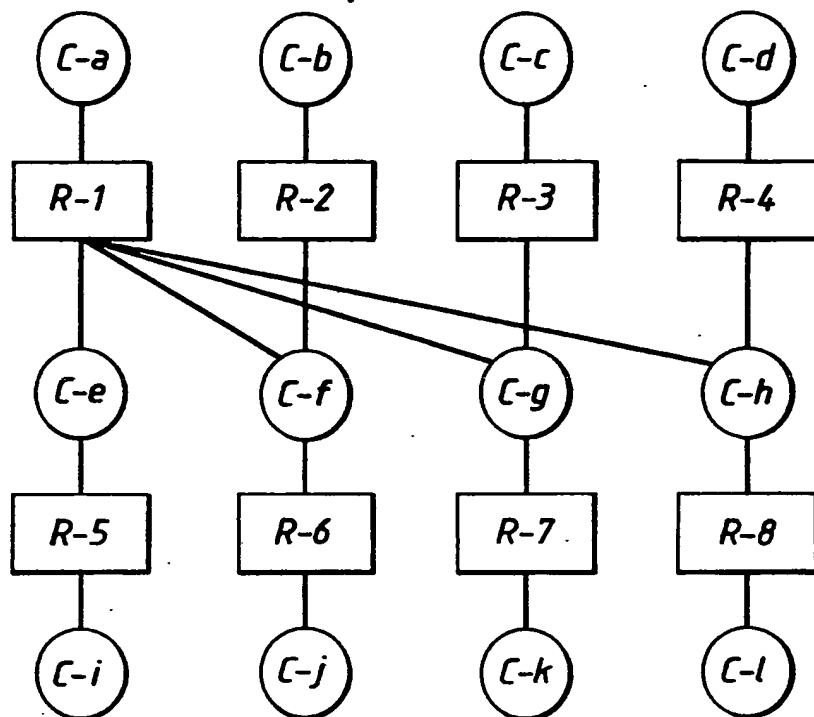 C-a C-b C-c C-d
R-1 R-2 R-3 R-4
C-e C-f C-g C-h
R-5 R-6 R-7 R-8
C-i C-j C-k C-l